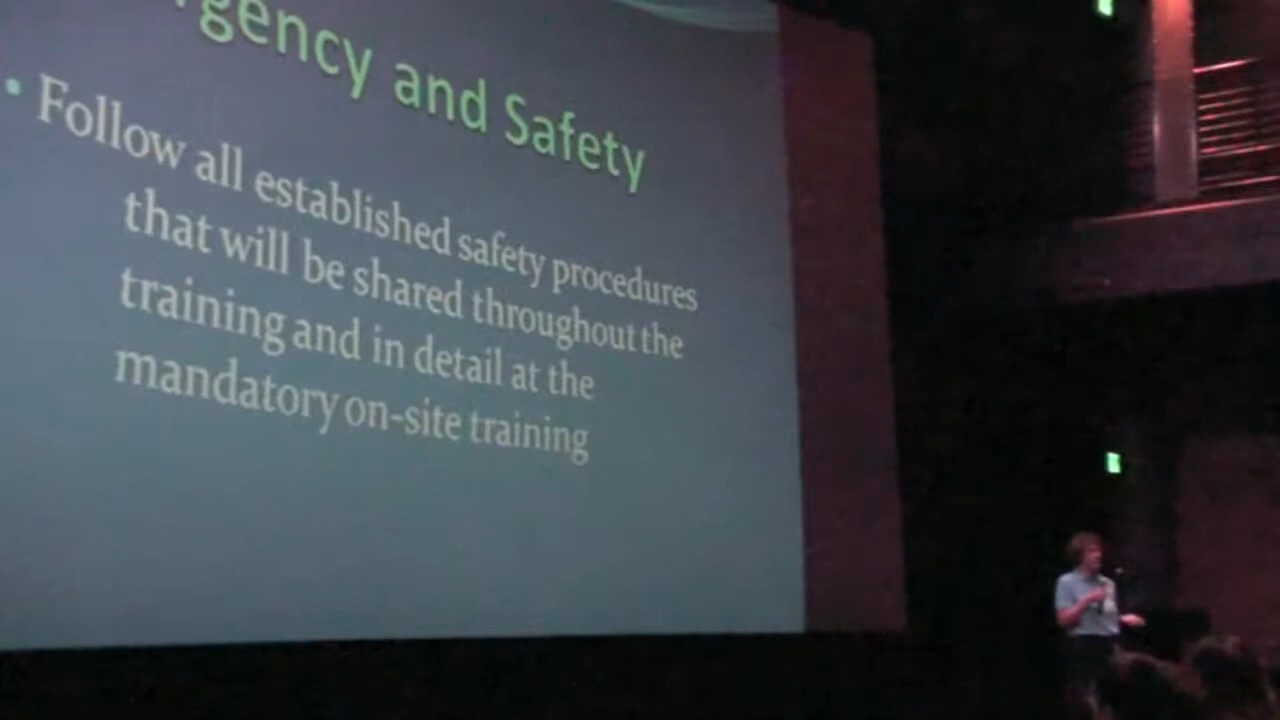 rgency and Safety
• Follow all established safety procedures
that will be shared throughout the
training and in detail at the
mandatory on-site training